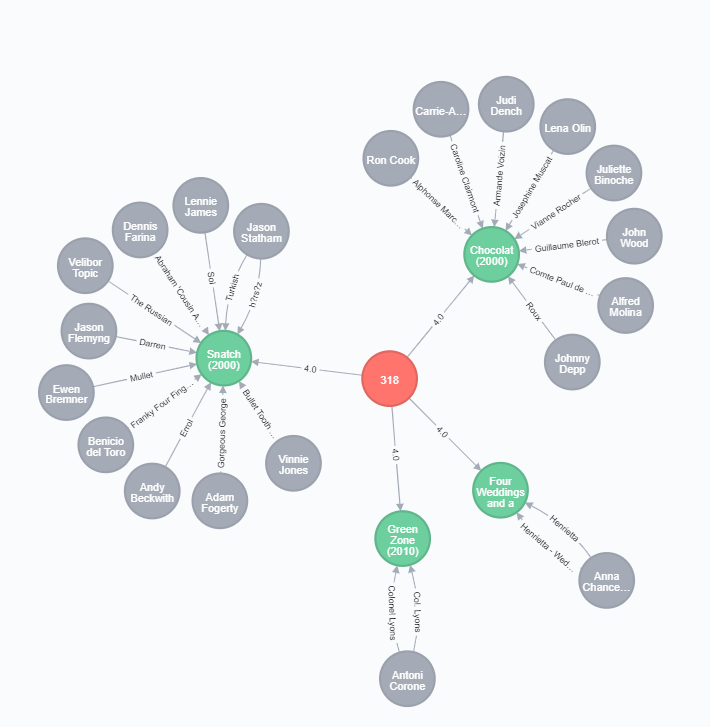 Judi
Dench
Carrie-A...
Lena Olin
Ron Cook
Juliette
Binoche
Caroline Clairmont
Armande Voizin
Josephine Muscat
Alphonse Marc...
Vianne Rocher
John
Wood
Guillaume Blerot
Chocolat
(2000)
Comte Paul de ...
Alfred
Molina
Roux
Johnny
Depp
Lennie
James
Dennis
Farina
Jason
Statham
Velibor
Topic
Abraham 'Cousin A...
Sol
Turkish
h?rs?z
The Russian
Jason
Flemyng
Darren
Snatch
(2000)
Mullet
Ewen
Bremner
Franky Four Fing...
Benicio
del Toro
Errol
Gorgeous George
Bullet Tooth ...
Andy
Beckwith
Adam
Fogerty
Vinnie
Jones
4.0
4.0
318
4.0
4.0
Four
Weddings
and a
Henrietta
Henrietta - Wed...
Anna
Chance...
Green
Zone
(2010)
Colonel Lyons
Col. Lyons
Antoni
Corone